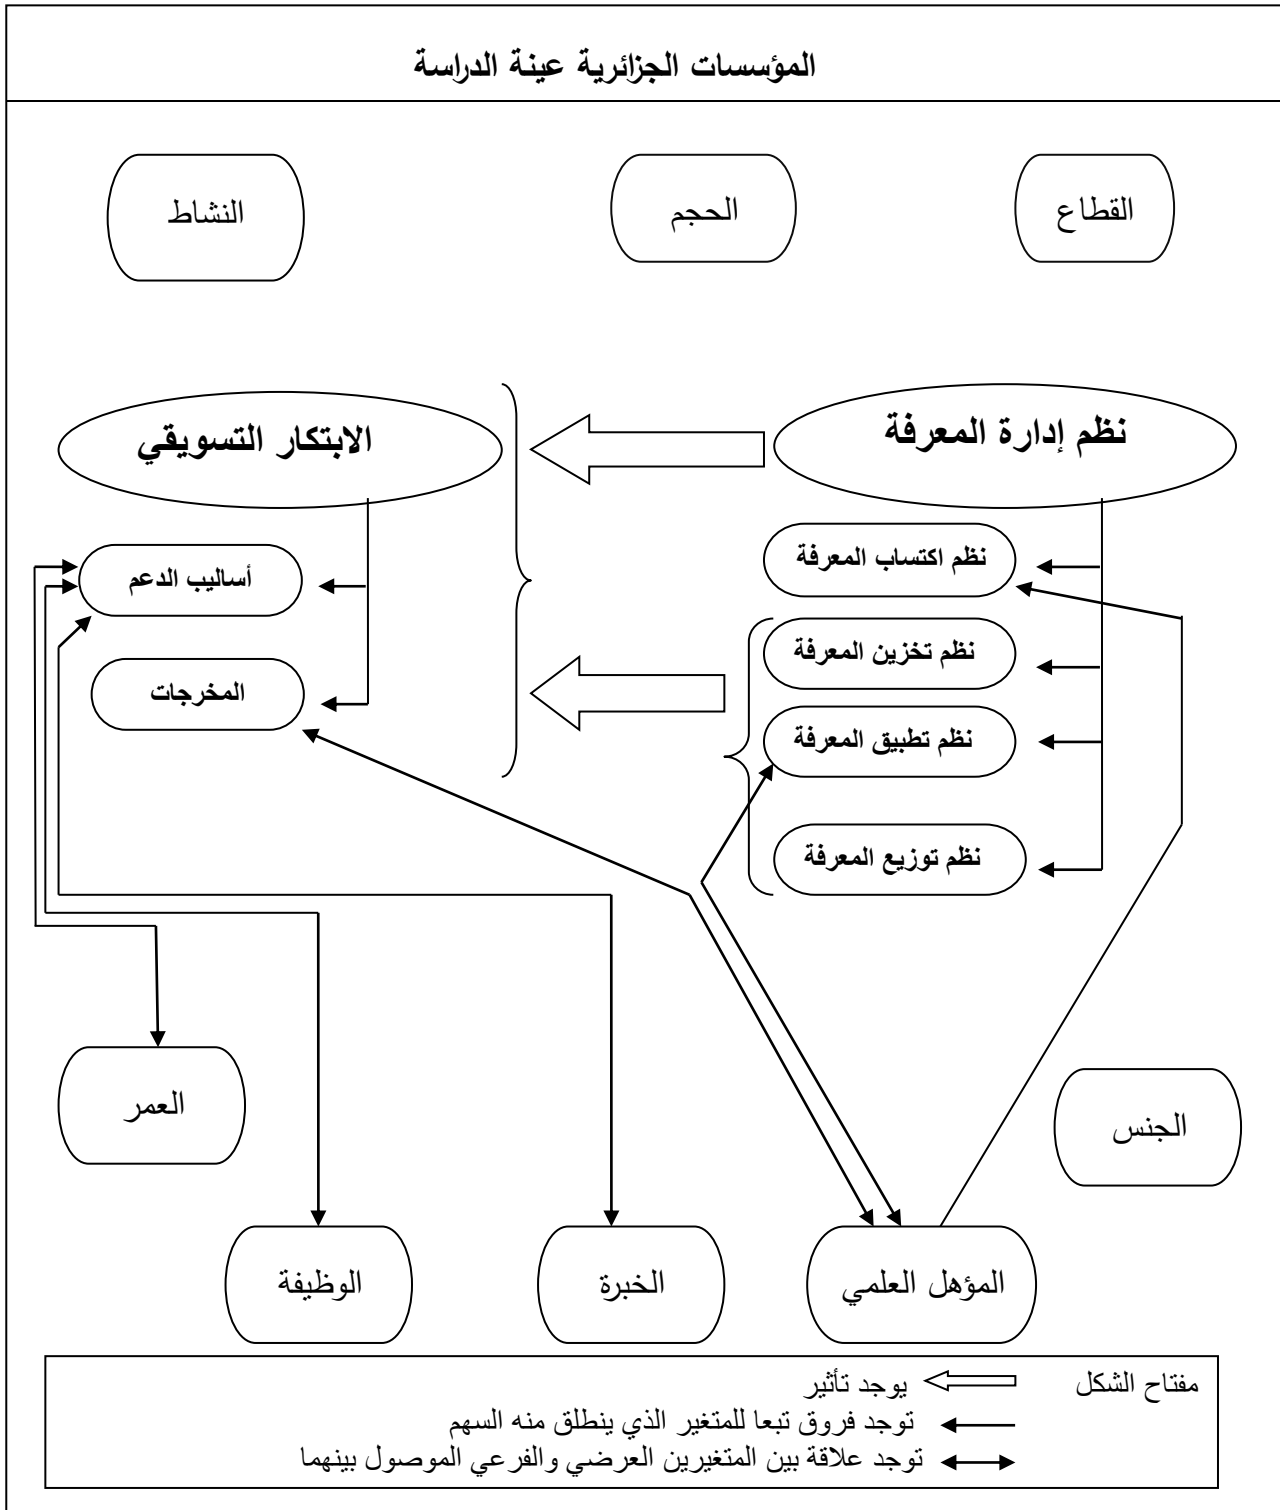 المؤسسات الجزائرية عينة الدراسة
القطاع
الحجم
النشاط
نظم إدارة المعرفة
الابتكار التسويقي
نظم اكتساب المعرفة
أساليب الدعم
نظم تخزين المعرفة
المخرجات
نظم تطبيق المعرفة
نظم توزيع المعرفة
العمر
الجنس
المؤهل العلمي
الخبرة
الوظيفة
مفتاح الشكل
يوجد تأثير
توجد فروق تبعا للمتغير الذي ينطلق منه السهم
توجد علاقة بين المتغيرين العرضي والفرعي الموصول بينهما